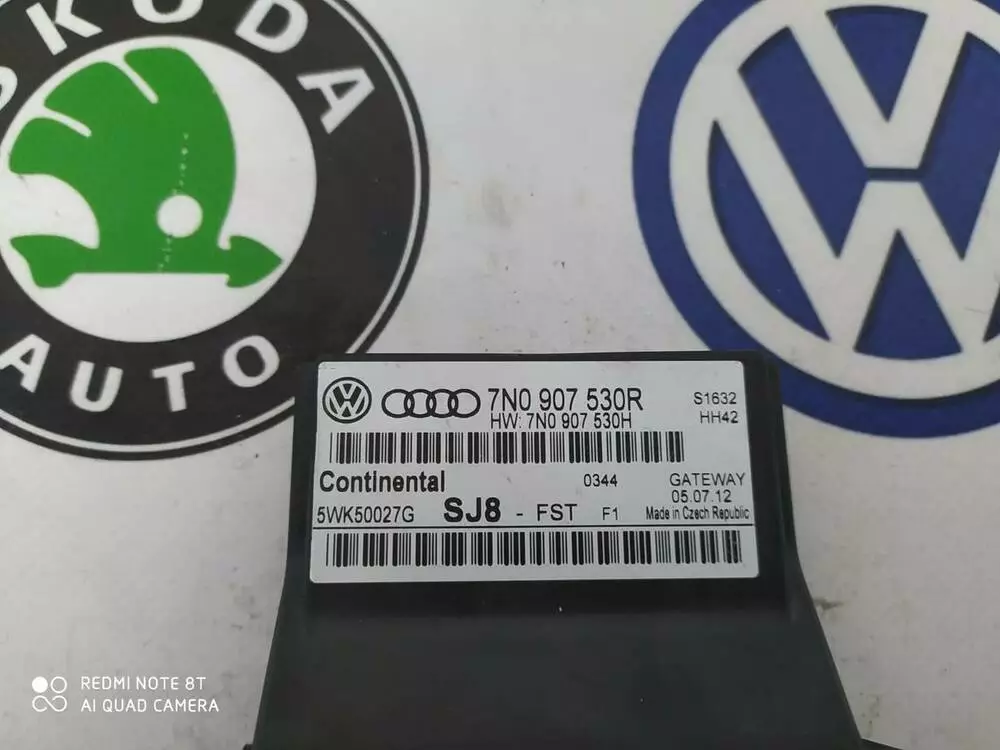 ŠKODA
AUTO
7N0 907 530R
HW: 7N0 907 530H
S1632
HH42
Continental
0344
GATEWAY
05.07.12
5WK50027G SJ8 - FST F1 Made in Czech Republic
REDMI NOTE 8T
AI QUAD CAMERA